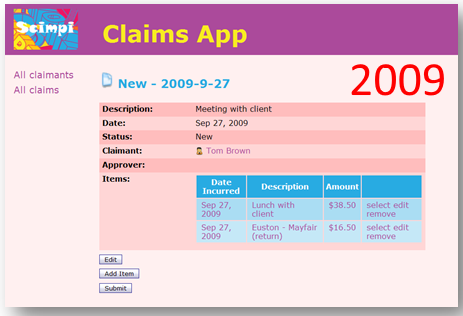 Scimpi
Claims App
2009
All claimants
All claims
New - 2009-9-27
Description: Meeting with client
Date: Sep 27, 2009
Status: New
Claimant: Tom Brown
Approver:
Items:
Date Incurred Description Amount
Sep 27, 2009 Lunch with client $38.50 select edit remove
Sep 27, 2009 Euston - Mayfair (return) $16.50 select edit remove
Edit
Add Item
Submit